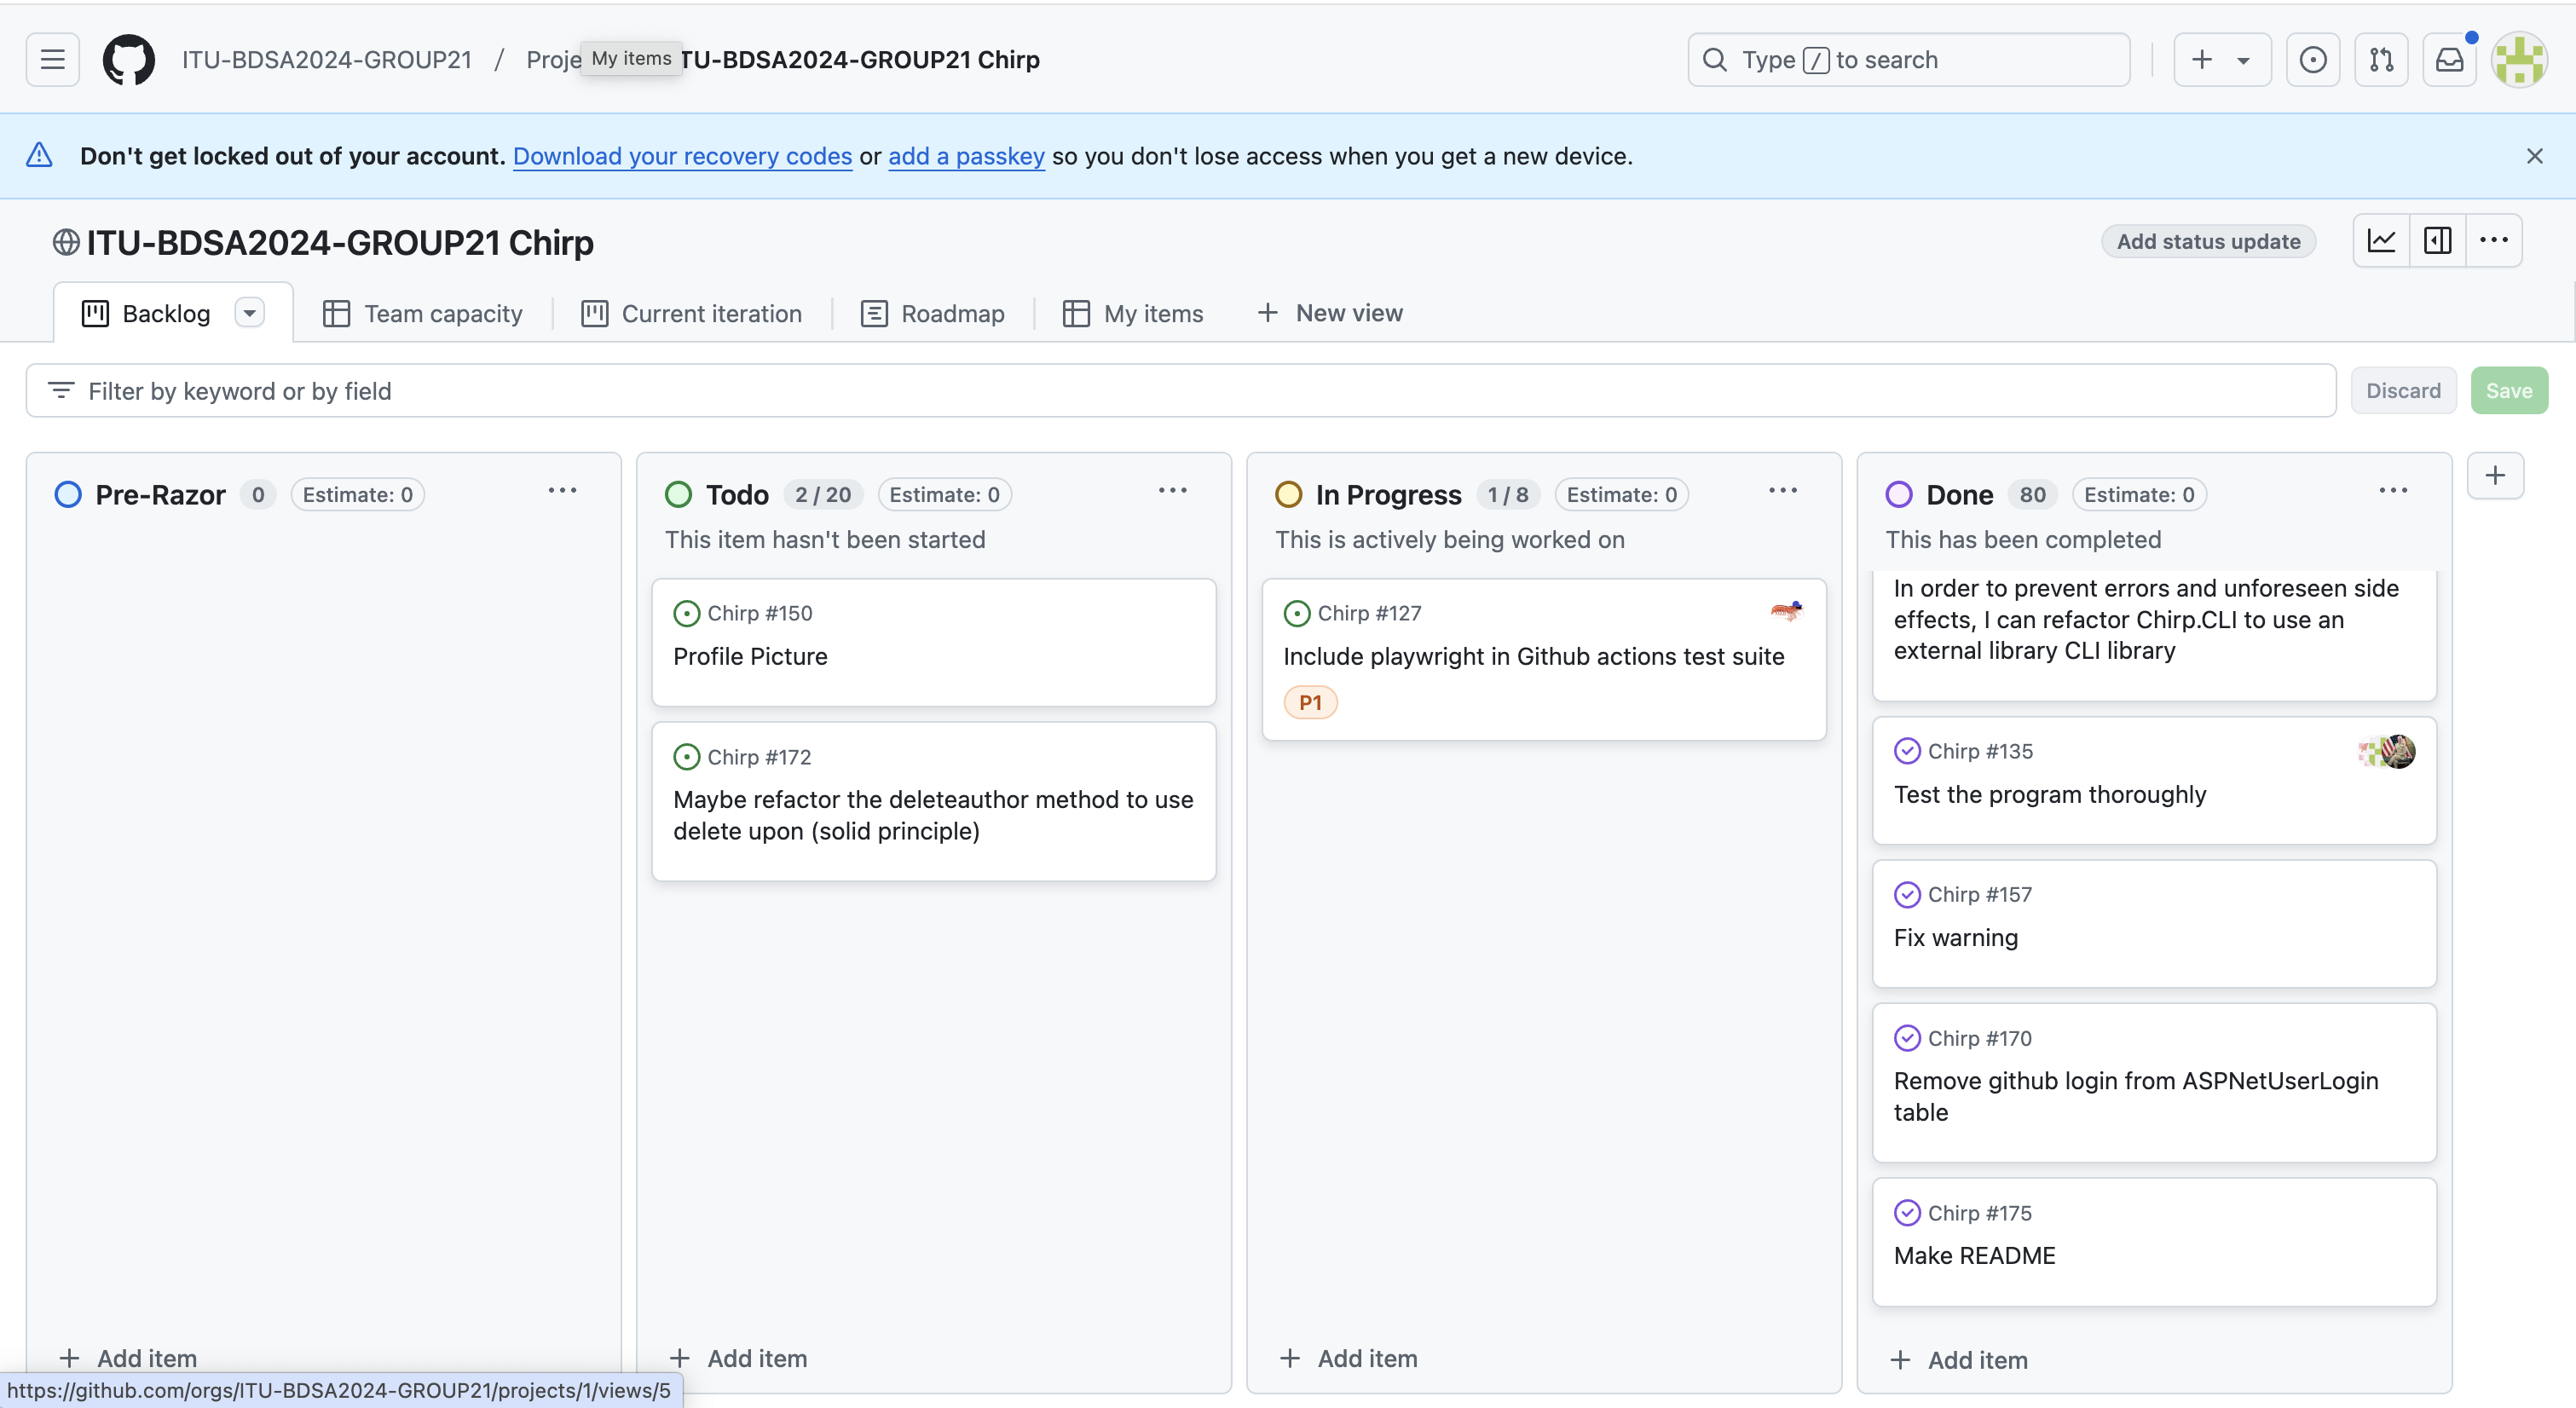 ITU-BDSA2024-GROUP21 / Proje My items TU-BDSA2024-GROUP21 Chirp
Type / to search
Don't get locked out of your account. Download your recovery codes or add a passkey so you don't lose access when you get a new device.
ITU-BDSA2024-GROUP21 Chirp
Add status update
Backlog
Team capacity
Current iteration
Roadmap
My items
New view
Filter by keyword or by field
Discard
Save
Pre-Razor 0 Estimate: 0
Add item
Todo 2 / 20 Estimate: 0
This item hasn't been started
Chirp #150
Profile Picture
Chirp #172
Maybe refactor the deleteauthor method to use
delete upon (solid principle)
Add item
In Progress 1 / 8 Estimate: 0
This is actively being worked on
Chirp #127
Include playwright in Github actions test suite
P1
Add item
Done 80 Estimate: 0
This has been completed
In order to prevent errors and unforeseen side
effects, I can refactor Chirp.CLI to use an
external library CLI library
Chirp #135
Test the program thoroughly
Chirp #157
Fix warning
Chirp #170
Remove github login from ASPNetUserLogin
table
Chirp #175
Make README
Add item
https://github.com/orgs/ITU-BDSA2024-GROUP21/projects/1/views/5